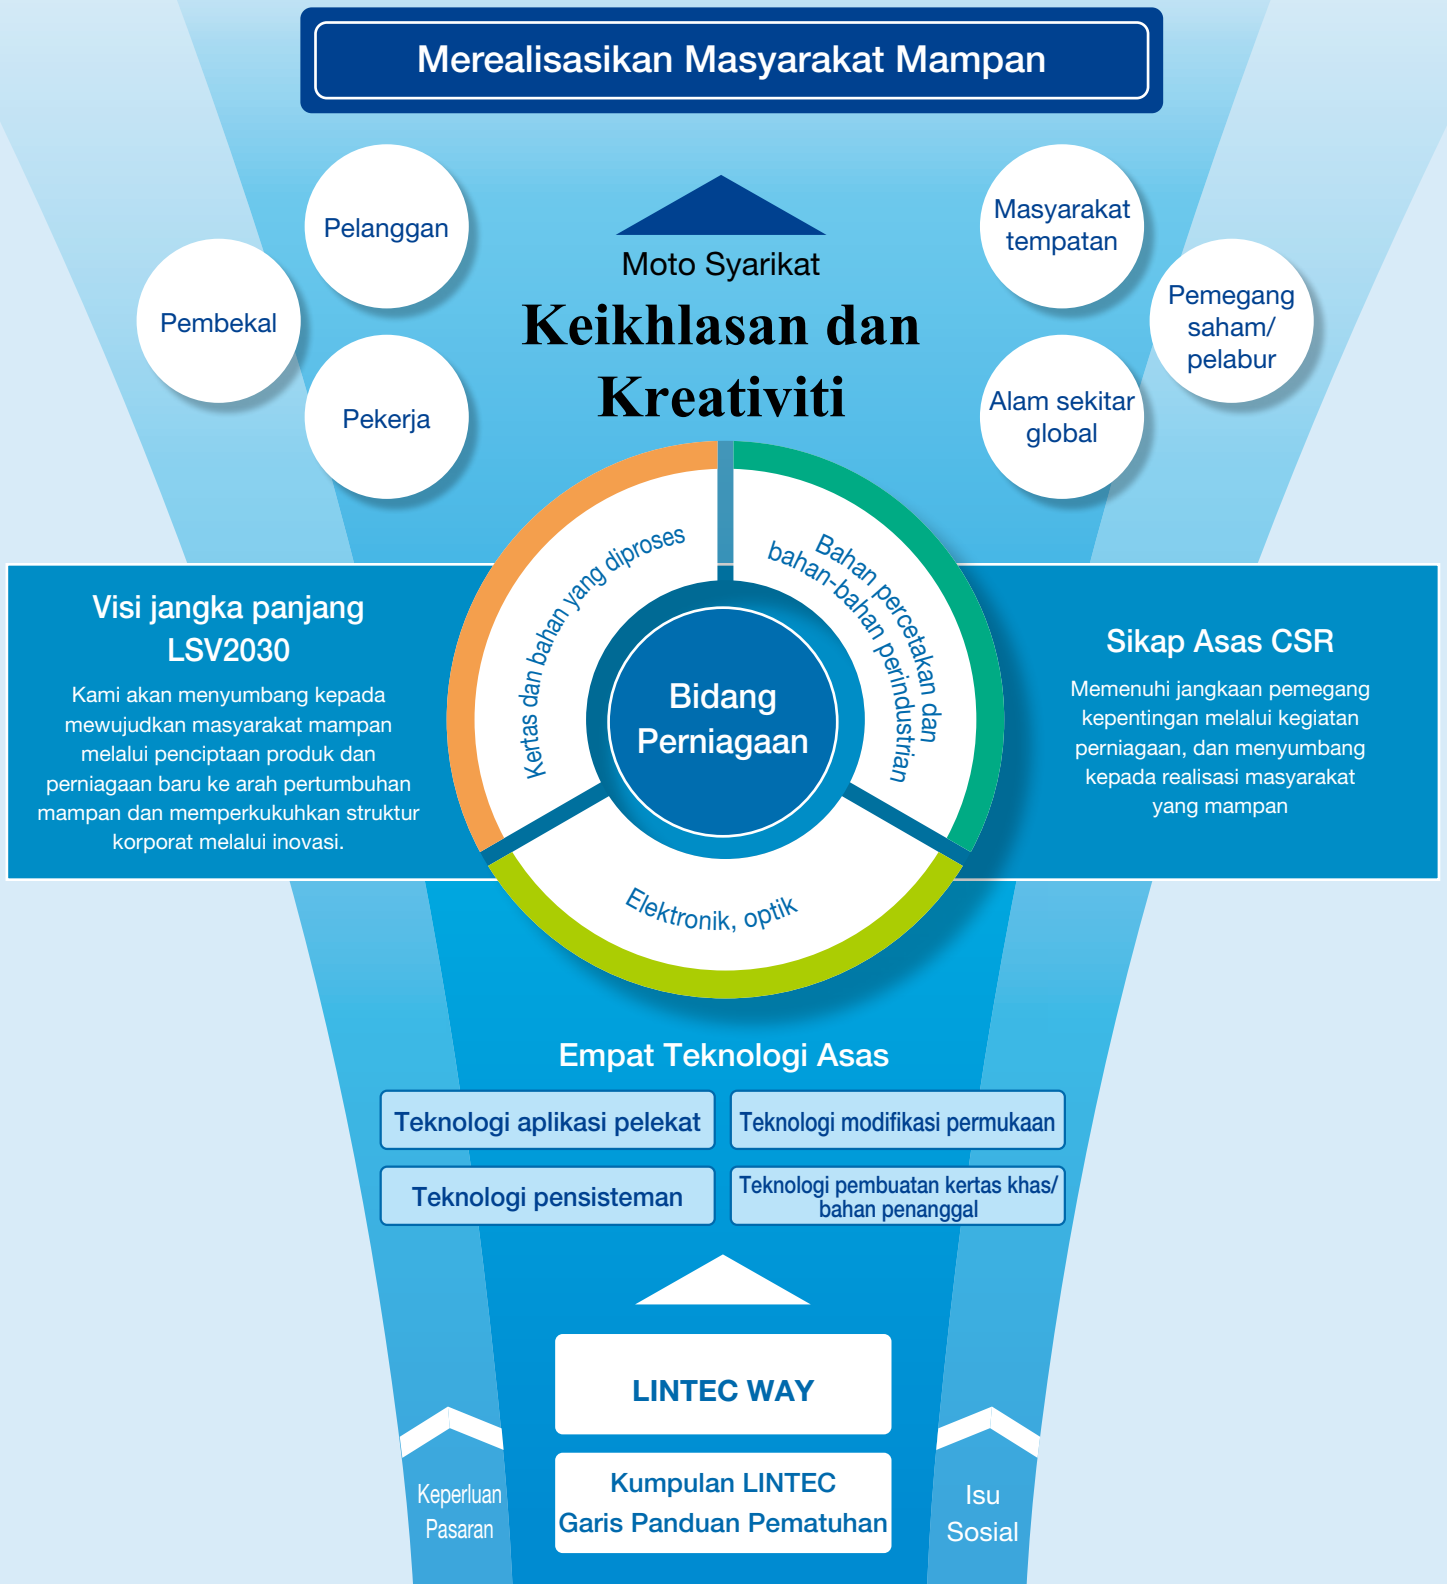 Merealisasikan Masyarakat Mampan
Pelanggan
Pembekal
Pekerja
Moto Syarikat
Keikhlasan dan
Kreativiti
Masyarakat
tempatan
Pemegang
saham/
pelabur
Alam sekitar
global
Visi jangka panjang
LSV2030
Kami akan menyumbang kepada
mewujudkan masyarakat mampan
melalui penciptaan produk dan
perniagaan baru ke arah pertumbuhan
mampan dan memperkukuhkan struktur
korporat melalui inovasi.
Kertas dan bahan yang diproses
Bahan percetakan dan
bahan-bahan perindustrian
Bidang
Perniagaan
Elektronik, optik
Sikap Asas CSR
Memenuhi jangkaan pemegang
kepentingan melalui kegiatan
perniagaan, dan menyumbang
kepada realisasi masyarakat
yang mampan
Empat Teknologi Asas
Teknologi aplikasi pelekat
Teknologi modifikasi permukaan
Teknologi pensisteman
Teknologi pembuatan kertas khas/
bahan penanggal
LINTEC WAY
Kumpulan LINTEC
Garis Panduan Pematuhan
Keperluan
Pasaran
Isu
Sosial